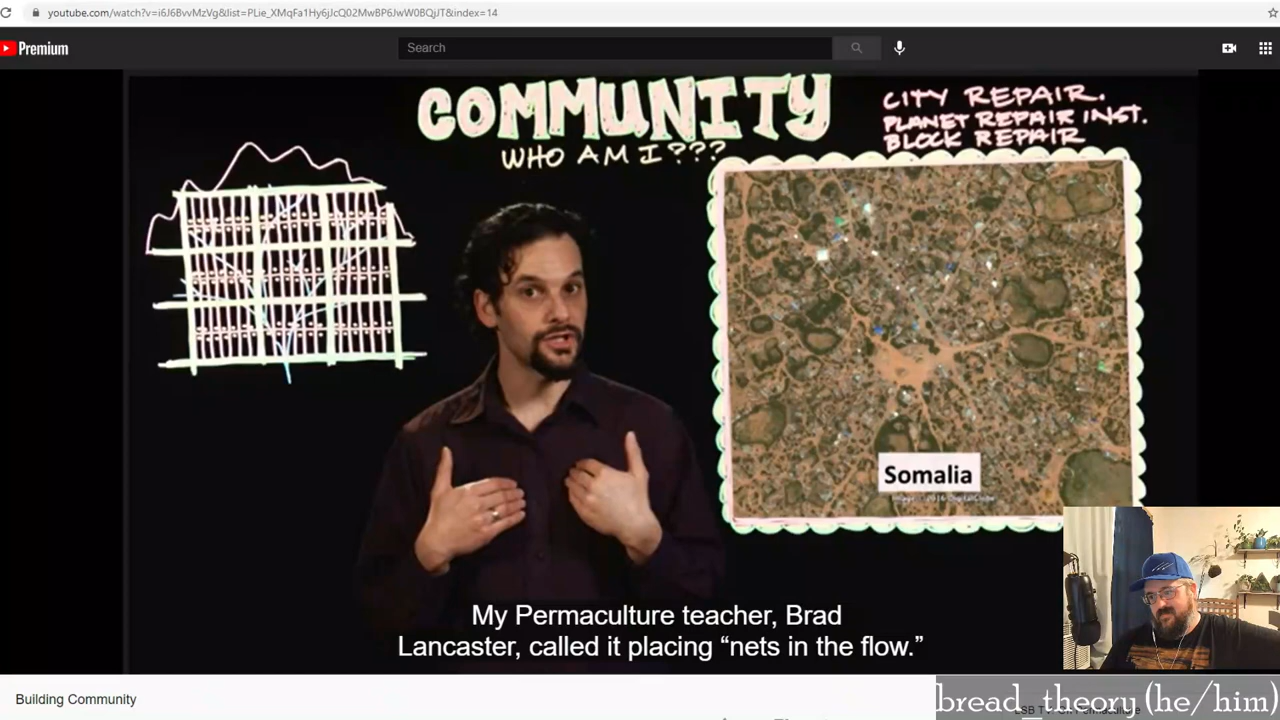 youtube.com/watch?v=i6J6BvvMzVg&list=PLie_XMqFa1Hy6jJcQ02MwBP6JwW0BQjJT&index=14
Premium
Search
COMMUNITY
WHO AM I???
CITY REPAIR.
PLANET REPAIR INST.
BLOCK REPAIR
Somalia
My Permaculture teacher, Brad
Lancaster, called it placing “nets in the flow.”
Building Community
bread_theory (he/him)